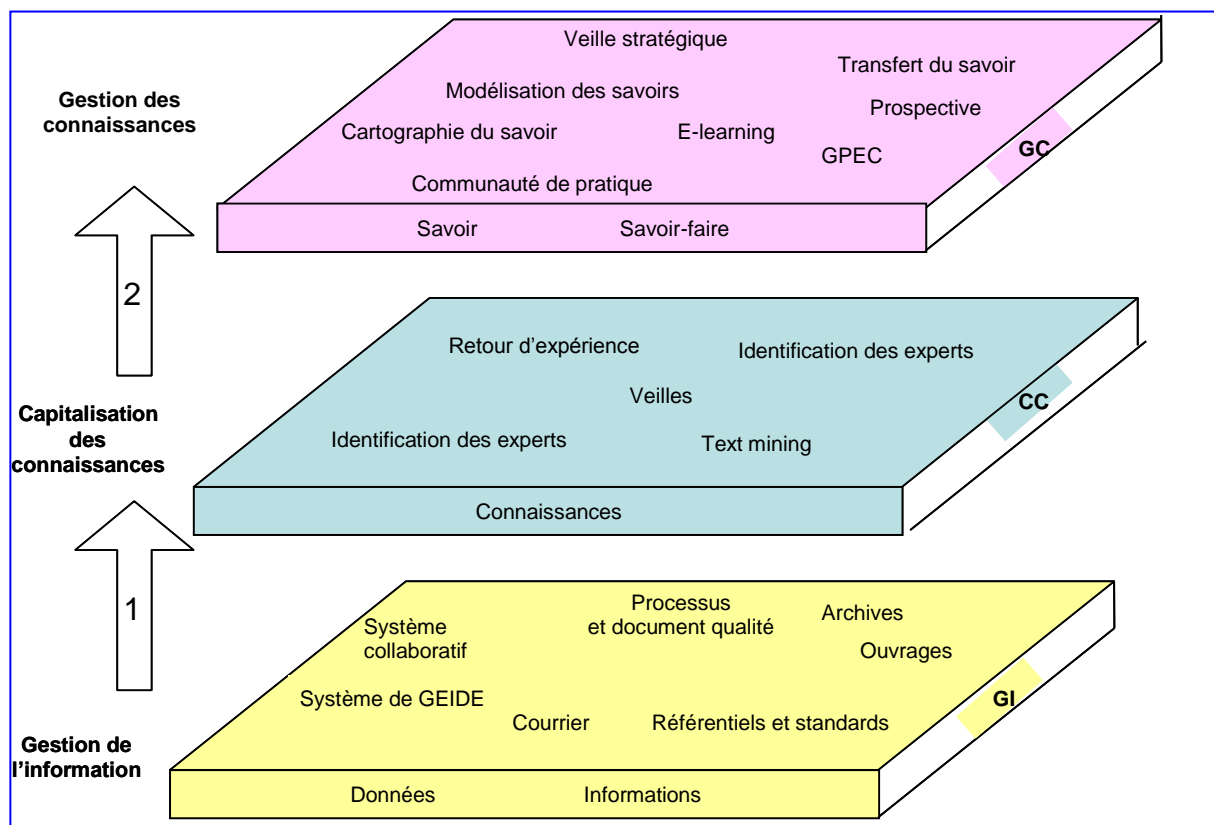 Veille stratégique
Transfert du savoir
Gestion des
connaissances
Modélisation des savoirs
Prospective
Cartographie du savoir
E-learning
GC
GPEC
Communauté de pratique
Savoir
Savoir-faire
2
Retour d’expérience
Identification des experts
Veilles
CC
Capitalisation
des
connaissances
Identification des experts
Text mining
Connaissances
1
Processus
et document qualité
Archives
Système
collaboratif
Ouvrages
Système de GEIDE
GI
Courrier
Référentiels et standards
Gestion de
l’information
Données
Informations